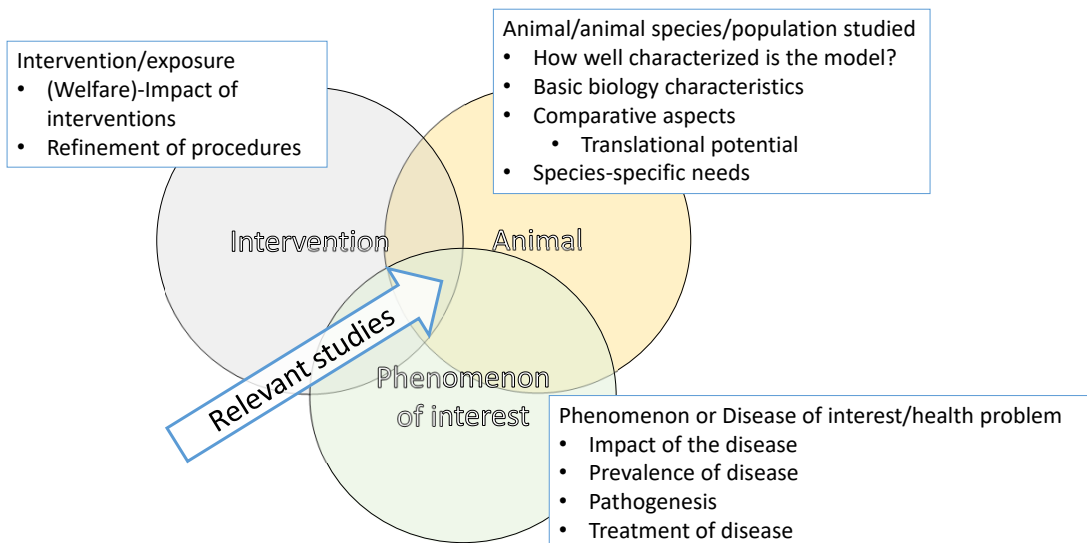 Intervention/exposure
• (Welfare)-Impact of
interventions
• Refinement of procedures
Animal/animal species/population studied
• How well characterized is the model?
• Basic biology characteristics
• Comparative aspects
• Translational potential
• Species-specific needs
Intervention
Animal
Relevant studies
Phenomenon
of interest
Phenomenon or Disease of interest/health problem
• Impact of the disease
• Prevalence of disease
• Pathogenesis
• Treatment of disease